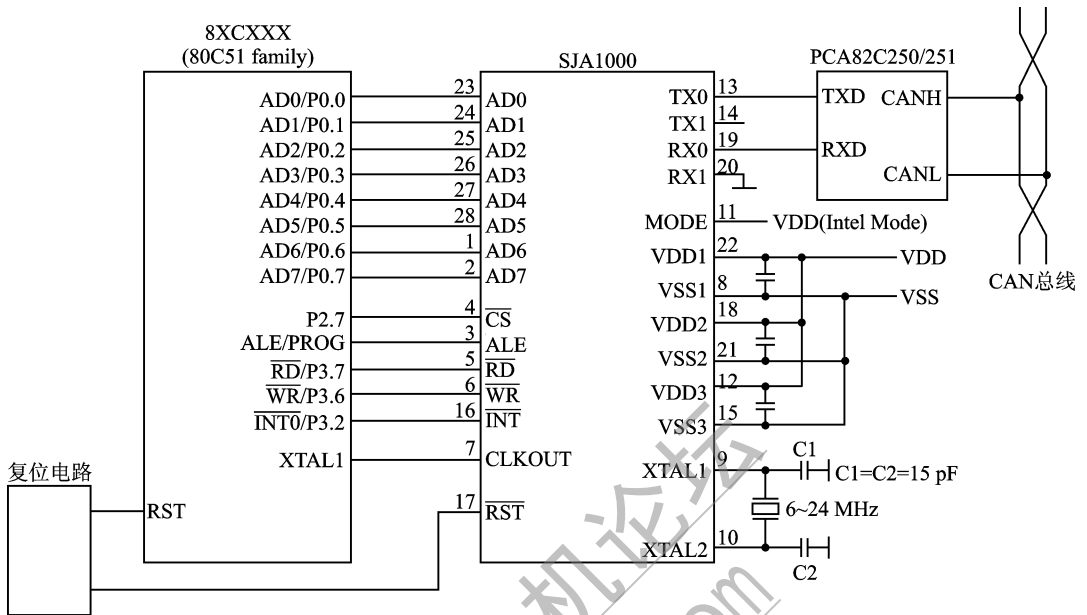 8XCXXX
(80C51 family)
SJA1000
PCA82C250/251
AD0/P0.0 23 AD0
AD1/P0.1 24 AD1
AD2/P0.2 25 AD2
AD3/P0.3 26 AD3
AD4/P0.4 27 AD4
AD5/P0.5 28 AD5
AD6/P0.6 1 AD6
AD7/P0.7 2 AD7
P2.7 4 CS
ALE/PROG 3 ALE
RD/P3.7 5 RD
WR/P3.6 6 WR
INT0/P3.2 16 INT
XTAL1 7 CLKOUT
复位电路
RST
17 RST
TX0 13 TXD CANH
TX1 14
RX0 19 RXD
RX1 20 CANL
MODE 11 VDD(Intel Mode)
VDD1 22 VDD
VSS1 8 VSS
VDD2 18
VSS2 21
VDD3 12
VSS3 15
XTAL1 9 C1 C1=C2=15 pF
6~24 MHz
XTAL2 10 C2
CAN总线
机论坛
com